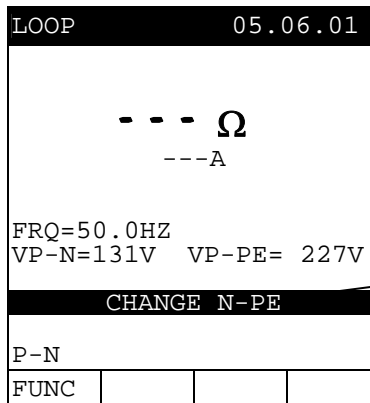 LOOP 05.06.01
--- Ω
---A
FRQ=50.0HZ
VP-N=131V VP-PE= 227V
CHANGE N-PE
P-N
FUNC